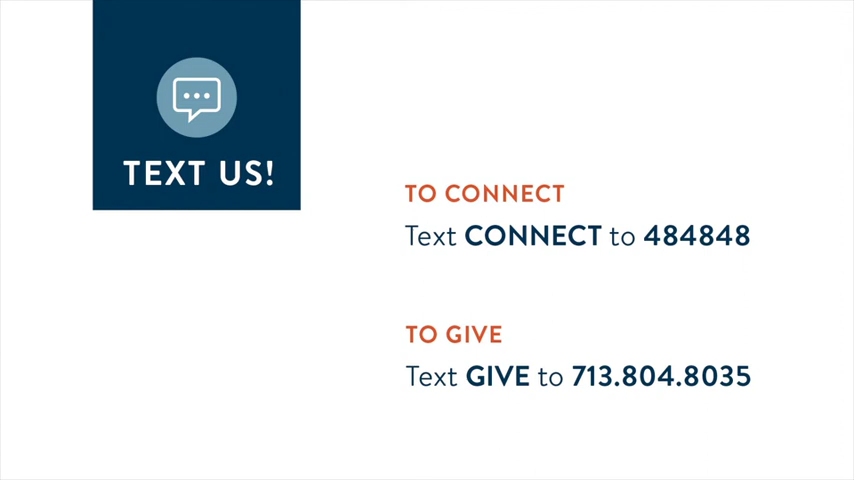 TEXT US!
TO CONNECT
Text CONNECT to 484848
TO GIVE
Text GIVE to 713.804.8035